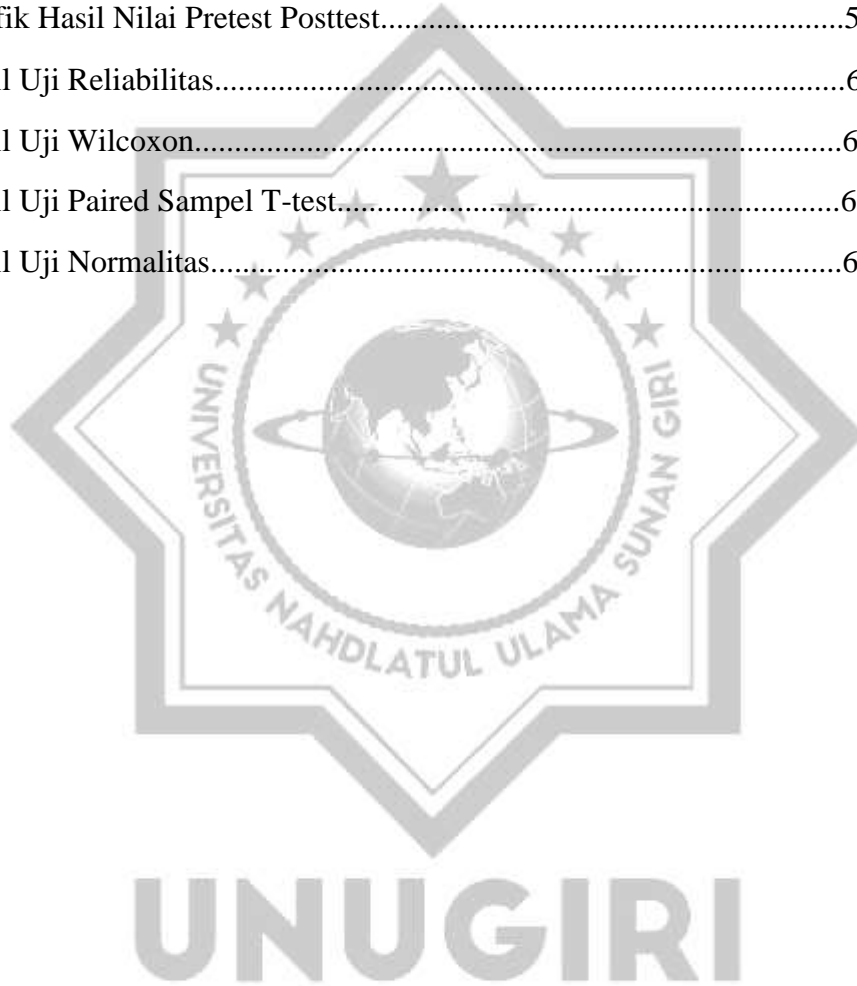 fik Hasil Nilai Pretest Posttest..............................................................5
l Uji Reliabilitas.....................................................................................6
l Uji Wilcoxon.........................................................................................6
l Uji Paired Sampel T-test....................................................................6
l Uji Normalitas......................................................................................6
UNIVERSITAS NAHDLATUL ULAMA SUNAN GIRI
UNUGIRI